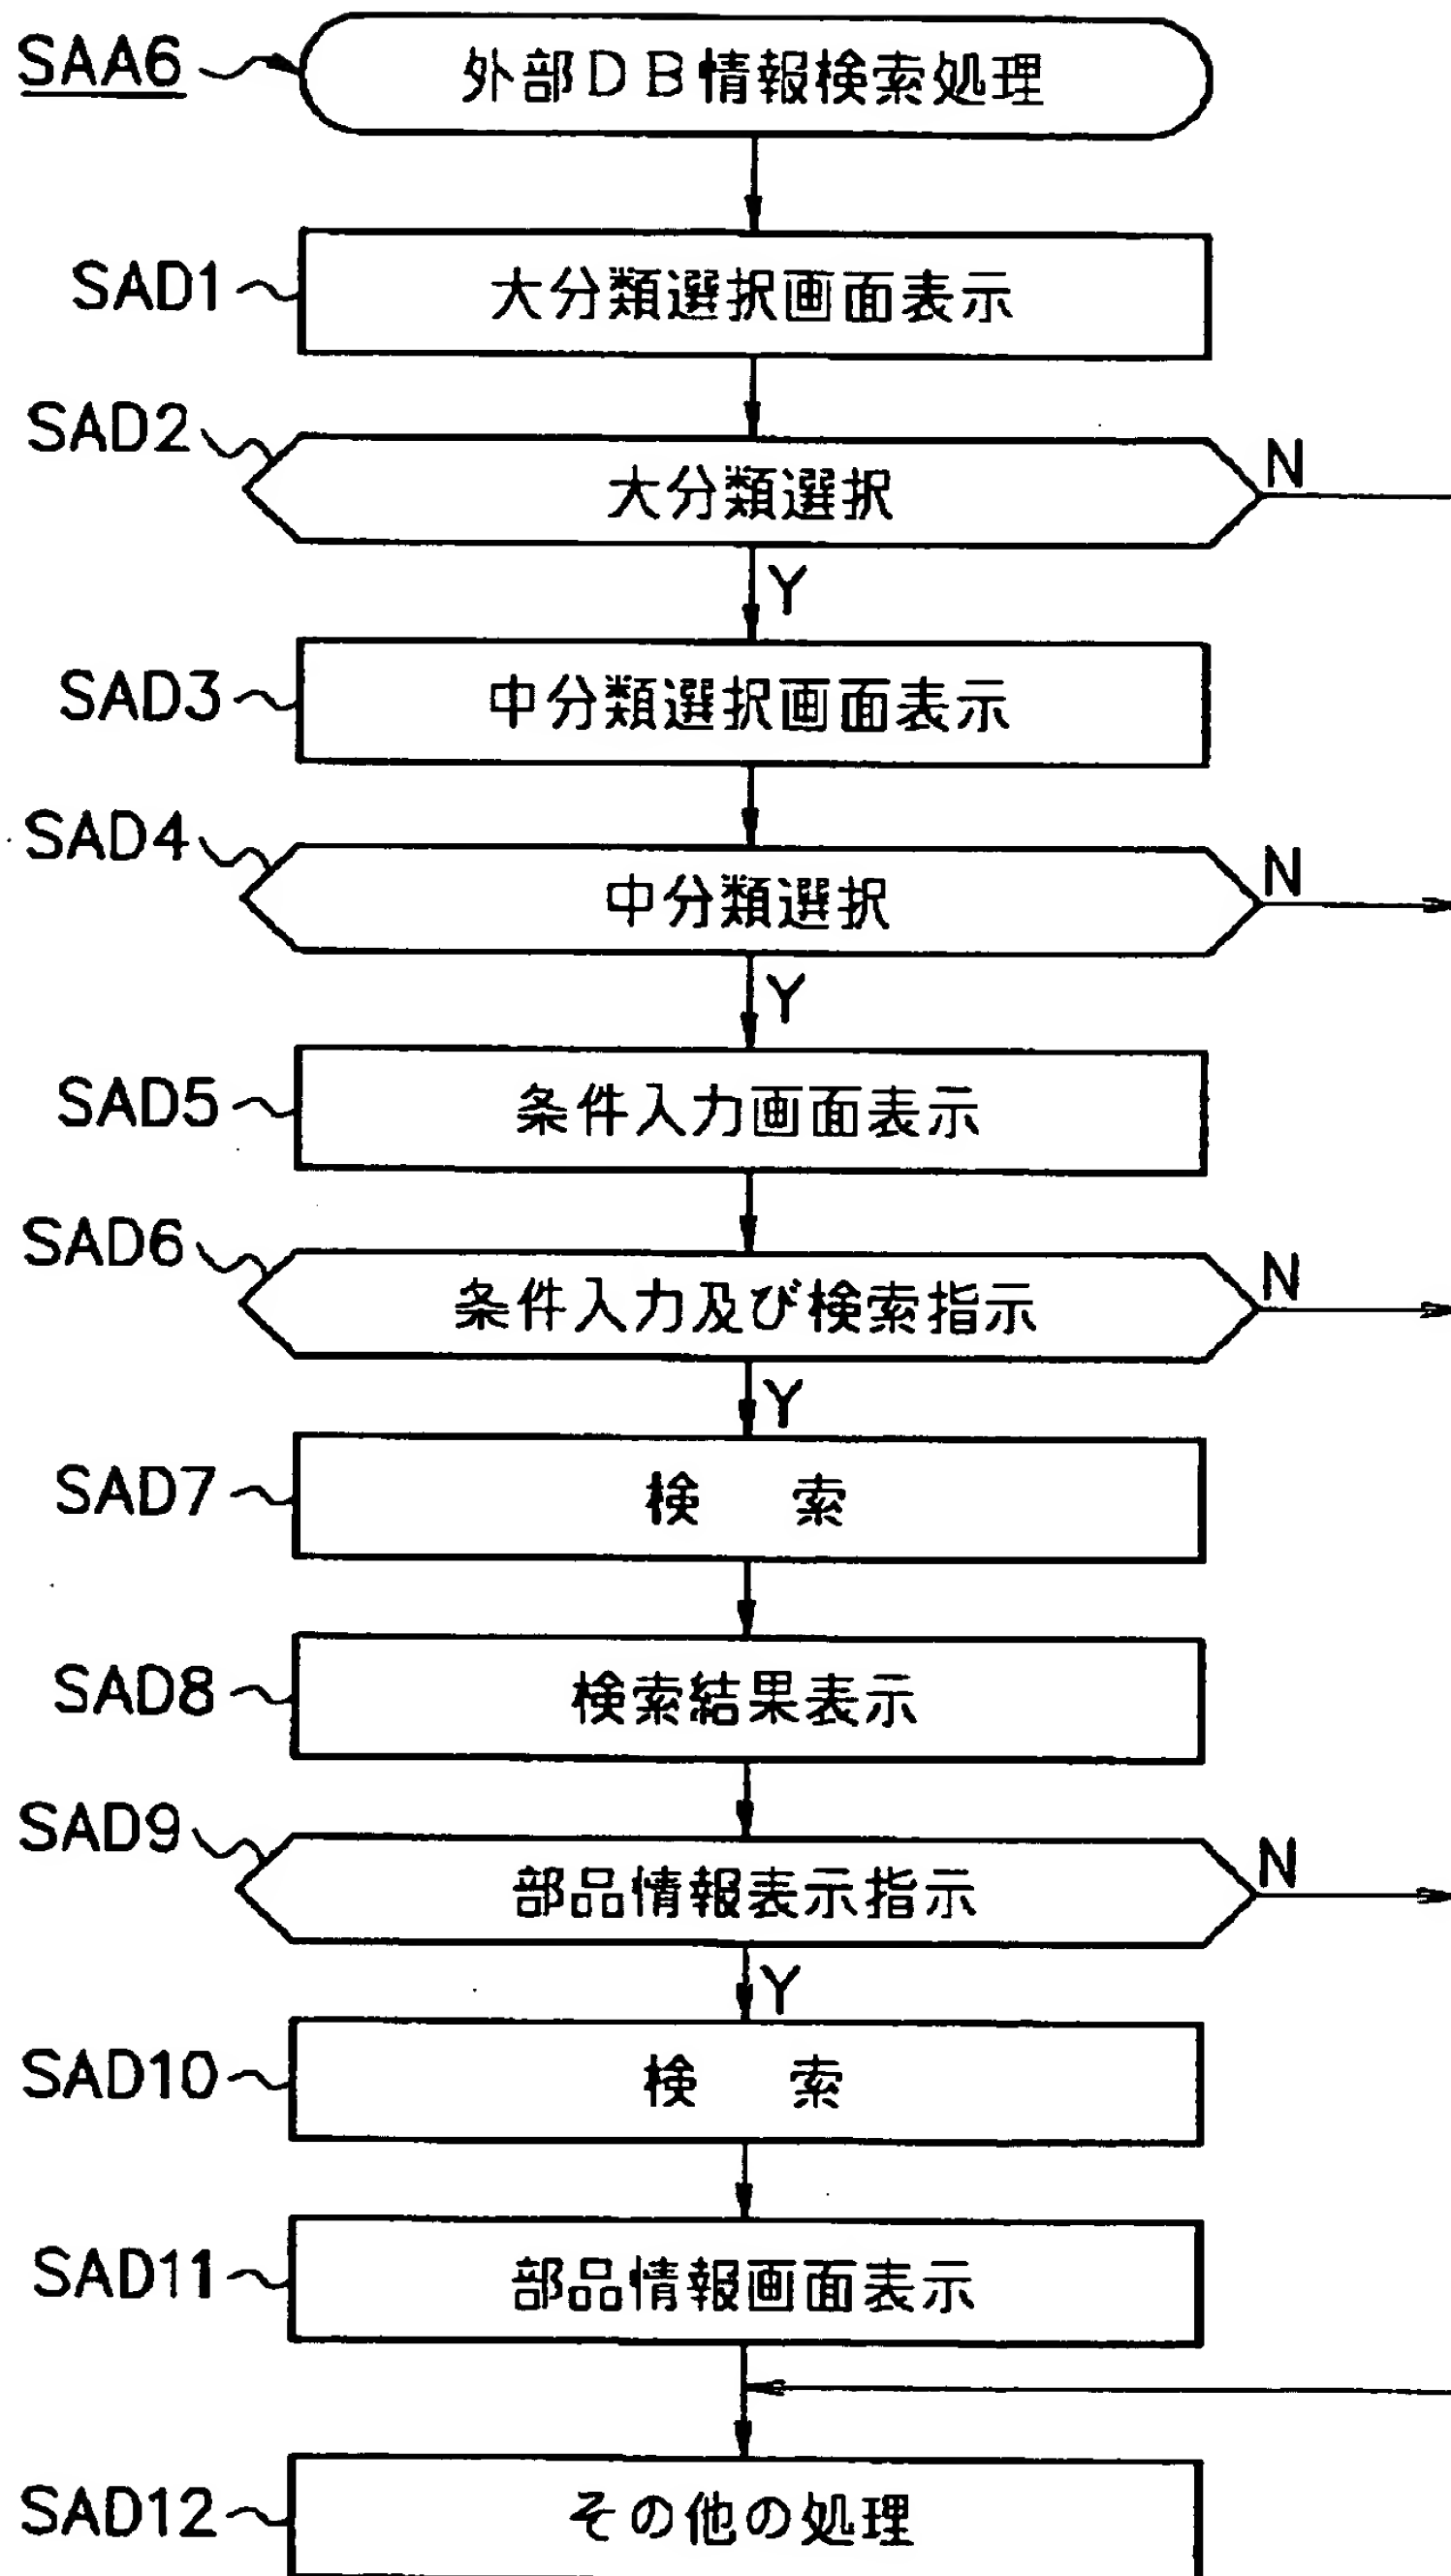 SAA6
外部DB情報検索処理
SAD1
大分類選択画面表示
SAD2
大分類選択
N
Y
SAD3
中分類選択画面表示
SAD4
中分類選択
N
Y
SAD5
条件入力画面表示
SAD6
条件入力及び検索指示
N
Y
SAD7
検 索
SAD8
検索結果表示
SAD9
部品情報表示指示
N
Y
SAD10
検 索
SAD11
部品情報画面表示
SAD12
その他の処理